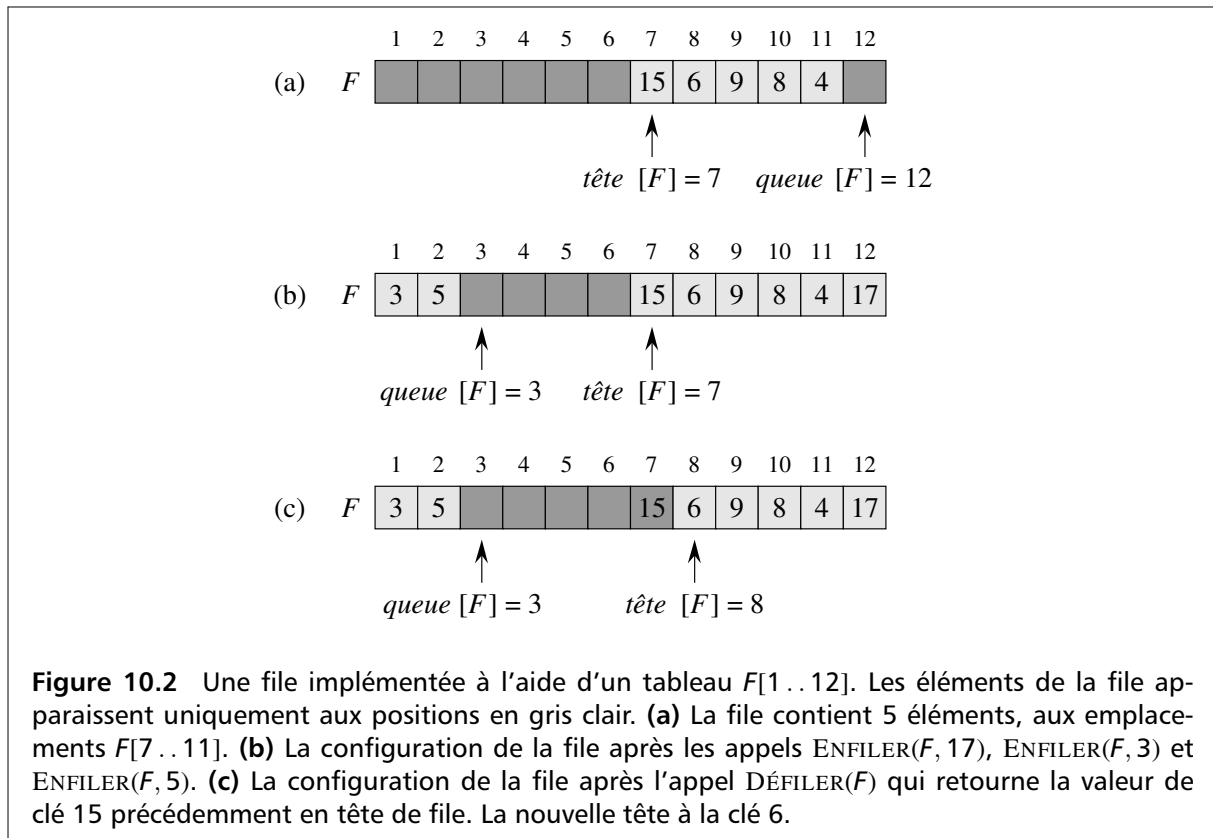 1 2 3 4 5 6 7 8 9 10 11 12
(a) F 15 6 9 8 4
tête [F] = 7 queue [F] = 12
1 2 3 4 5 6 7 8 9 10 11 12
(b) F 3 5 15 6 9 8 4 17
queue [F] = 3 tête [F] = 7
1 2 3 4 5 6 7 8 9 10 11 12
(c) F 3 5 15 6 9 8 4 17
queue [F] = 3 tête [F] = 8
Figure 10.2 Une file implémentée à l'aide d'un tableau F[1 . . 12]. Les éléments de la file ap-
paraissent uniquement aux positions en gris clair. (a) La file contient 5 éléments, aux emplace-
ments F[7 . . 11]. (b) La configuration de la file après les appels ENFILER(F, 17), ENFILER(F, 3) et
ENFILER(F, 5). (c) La configuration de la file après l'appel DÉFILER(F) qui retourne la valeur de
clé 15 précédemment en tête de file. La nouvelle tête à la clé 6.